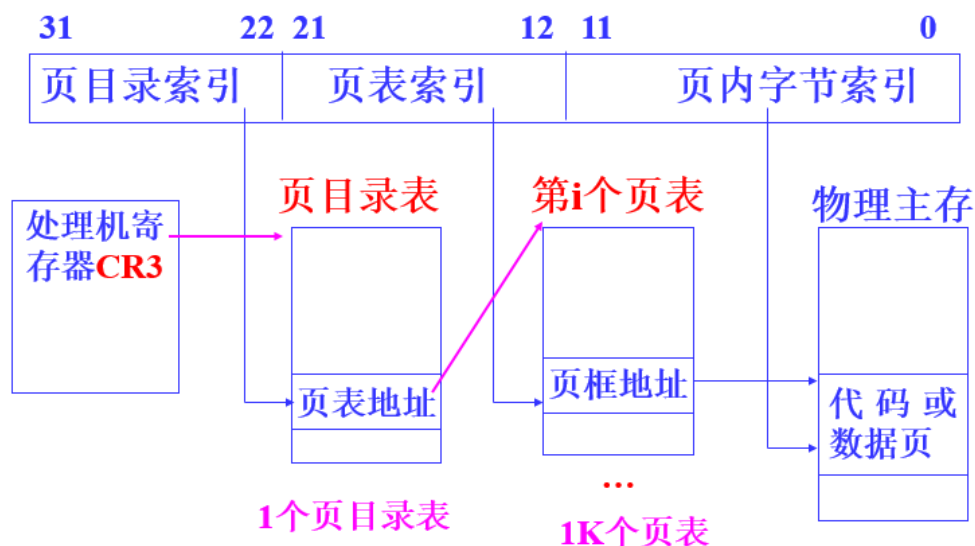 31 22 21 12 11 0
页目录索引 页表索引 页内字节索引
页目录表 第i个页表 物理主存
处理机寄
存器CR3
页表地址
页框地址
代 码 或
数据页
...
1个页目录表
1K个页表